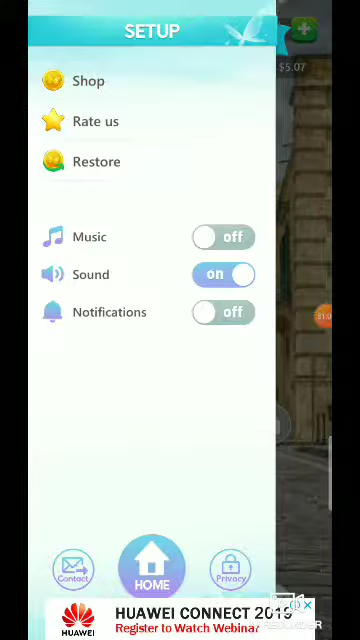 SETUP
$5.07
Shop
Rate us
Restore
Music
off
Sound
on
Notifications
off
Contact
HOME
Privacy
HUAWEI
HUAWEI CONNECT 2019
Register to Watch Webinar